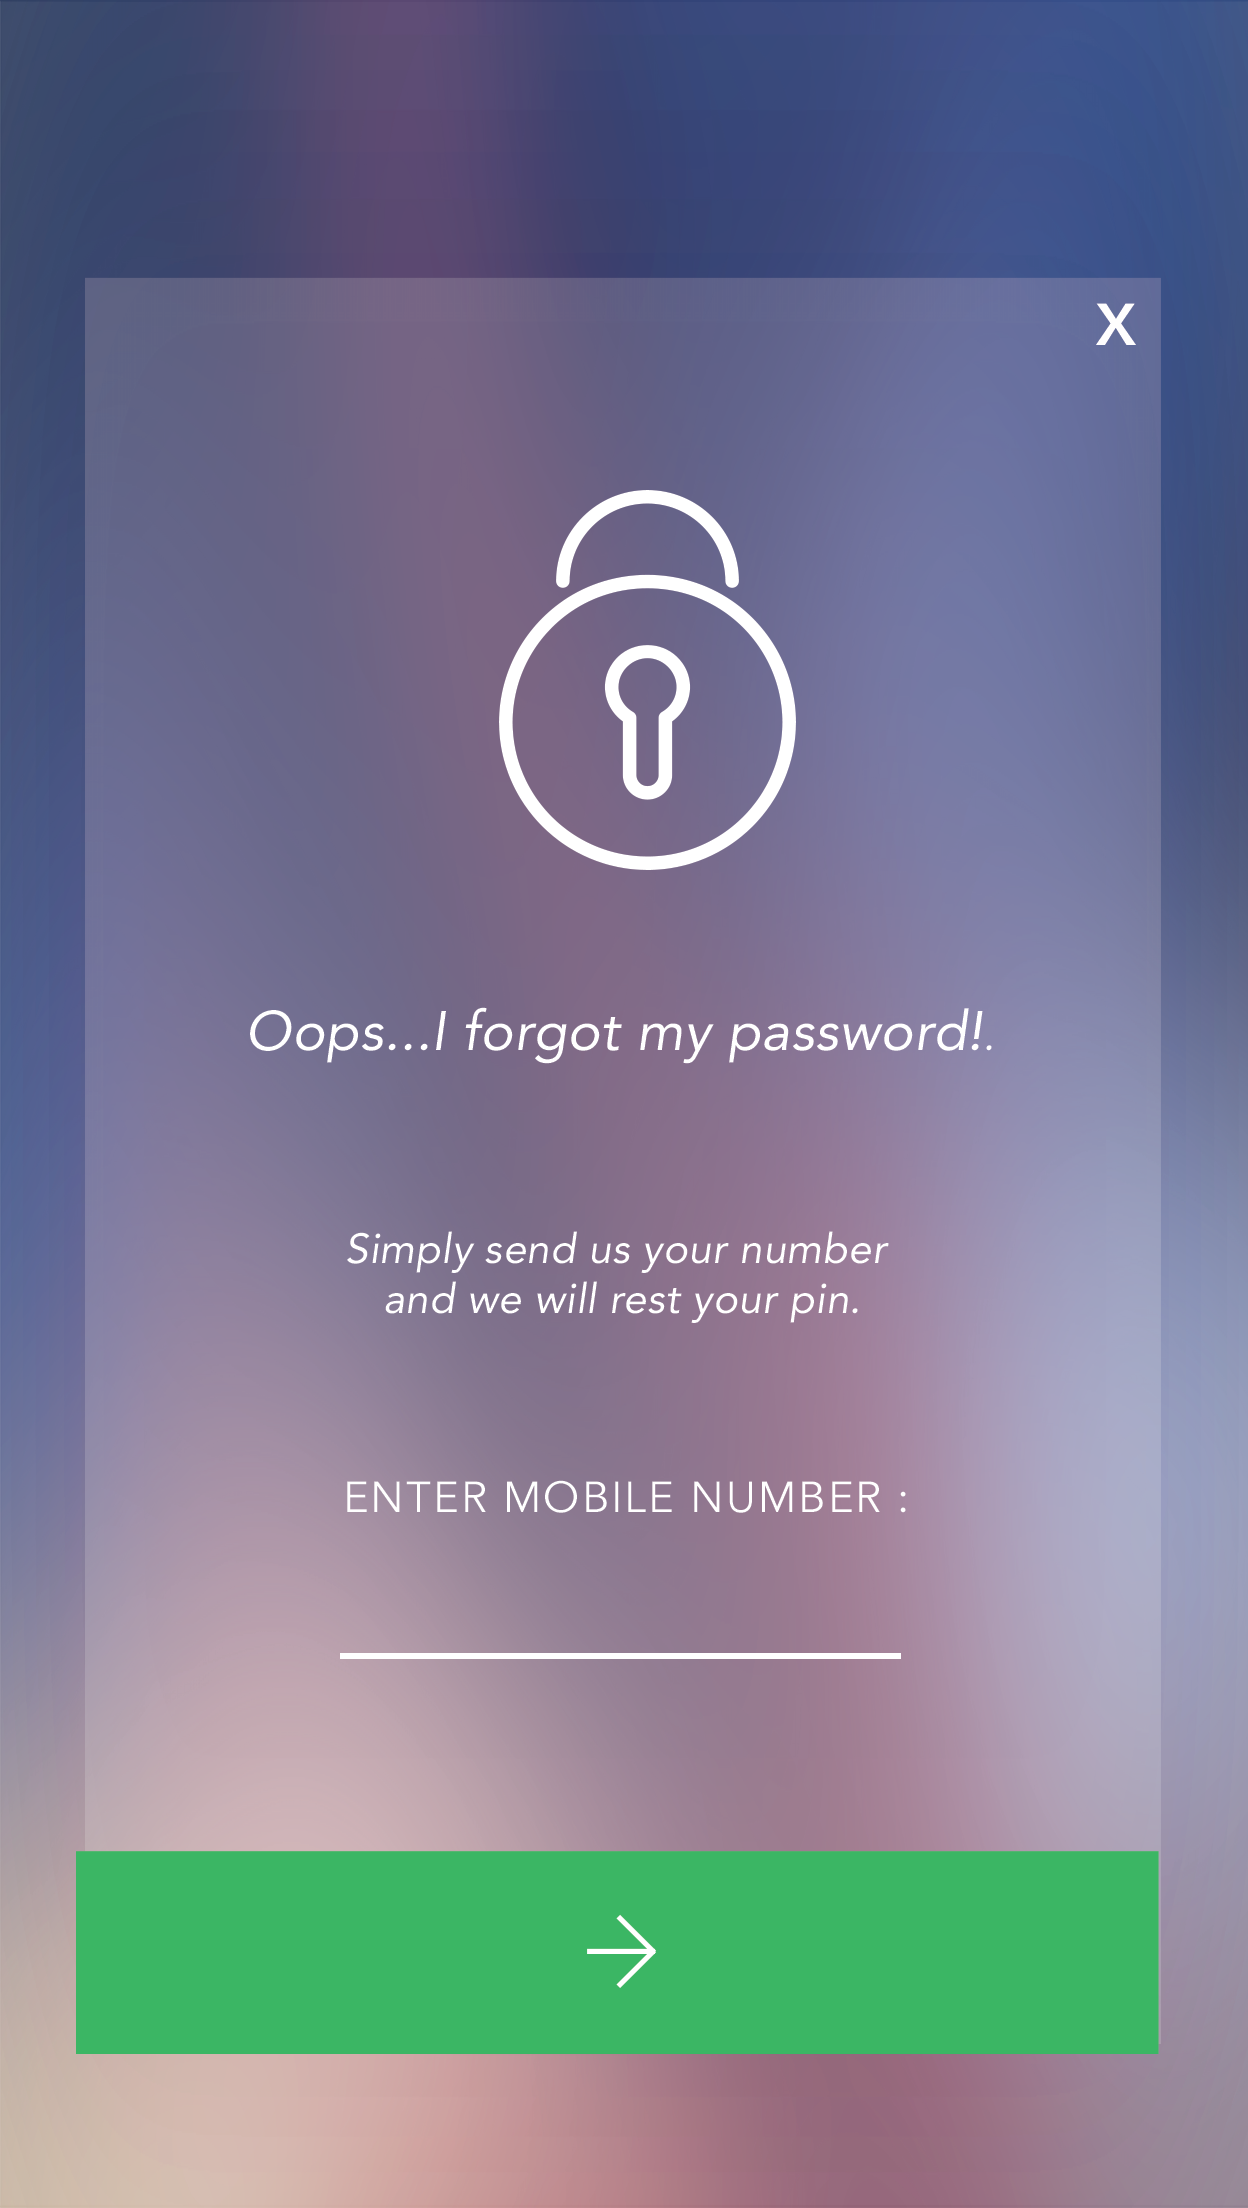 X
Oops...I forgot my password!.
Simply send us your number
and we will rest your pin.
ENTER MOBILE NUMBER :